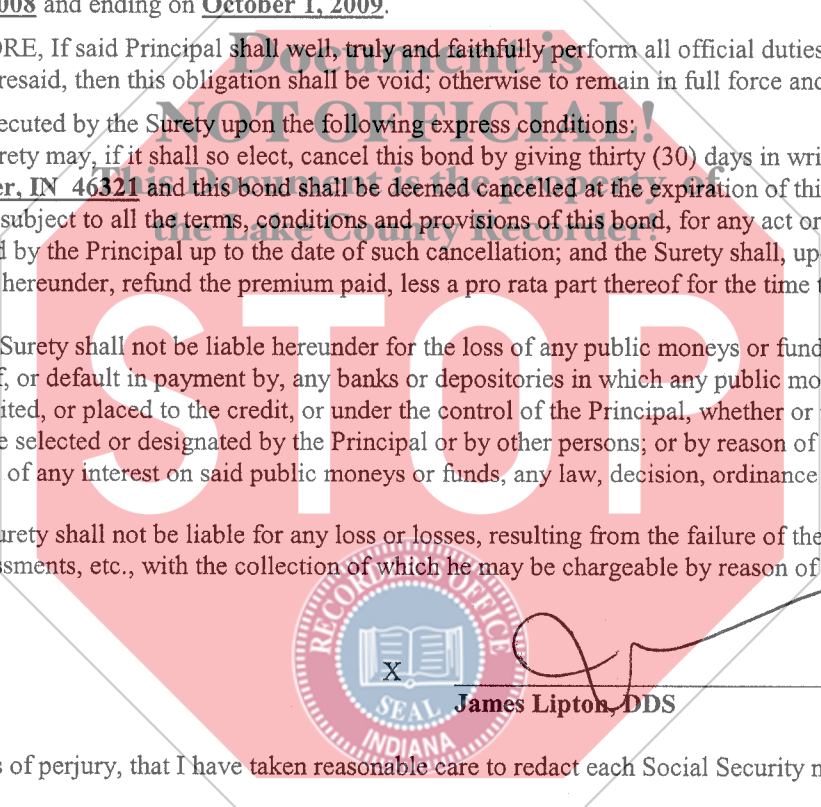 008 and ending on October 1, 2009.
ORE, If said Principal shall well, truly and faithfully perform all official duties
resaid, then this obligation shall be void; otherwise to remain in full force and
Document is
NOT OFFICIAL!
This Document is the property of
the Lake County Recorder!
ecuted by the Surety upon the following express conditions:
rety may, if it shall so elect, cancel this bond by giving thirty (30) days in wri
er, IN 46321 and this bond shall be deemed cancelled at the expiration of thi
subject to all the terms, conditions and provisions of this bond, for any act or
d by the Principal up to the date of such cancellation; and the Surety shall, up
hereunder, refund the premium paid, less a pro rata part thereof for the time t
STOP
Surety shall not be liable hereunder for the loss of any public moneys or fund
f, or default in payment by, any banks or depositories in which any public mo
ited, or placed to the credit, or under the control of the Principal, whether or
e selected or designated by the Principal or by other persons; or by reason of
of any interest on said public moneys or funds, any law, decision, ordinance
urety shall not be liable for any loss or losses, resulting from the failure of the
ssments, etc., with the collection of which he may be chargeable by reason of
RECORDER'S OFFICE
SEAL
INDIANA
X
James Lipton, DDS
s of perjury, that I have taken reasonable care to redact each Social Security n